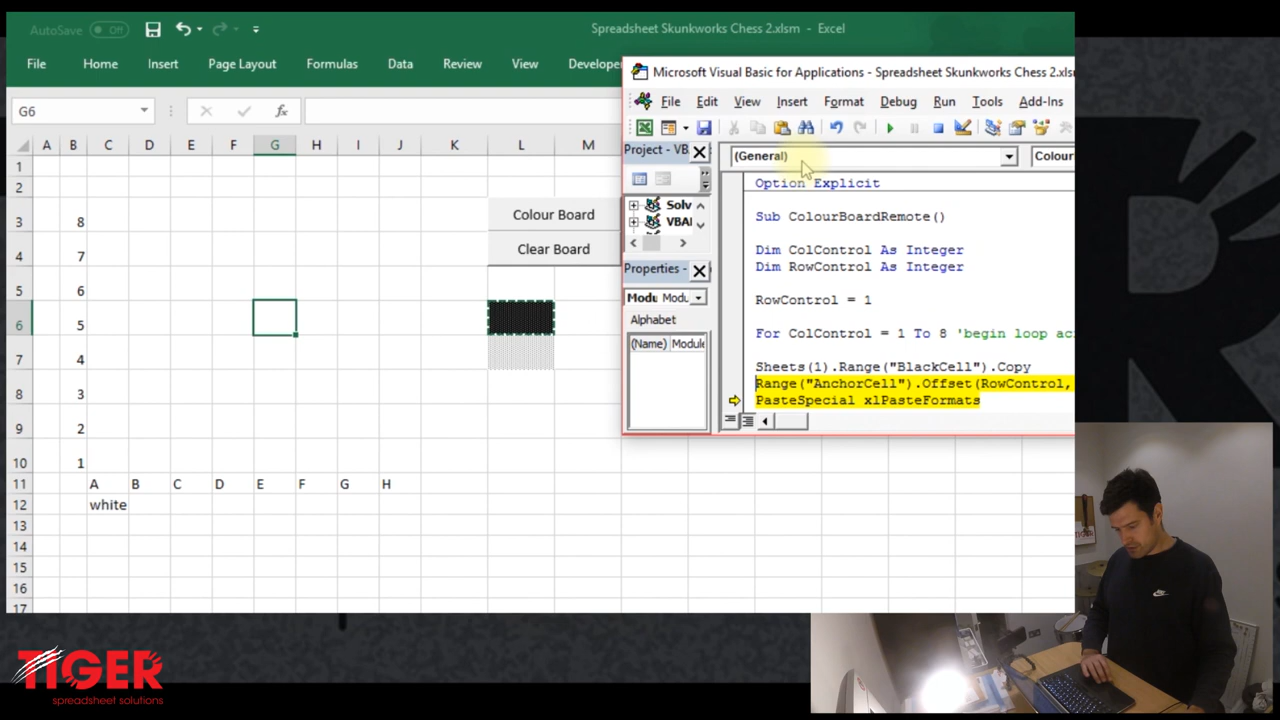 AutoSave Off
Spreadsheet Skunkworks Chess 2.xlsm - Excel
File Home Insert Page Layout Formulas Data Review View Develope
Microsoft Visual Basic for Applications - Spreadsheet Skunkworks Chess 2.xlsm
File Edit View Insert Format Debug Run Tools Add-Ins
G6
fx
Project - VB
(General)
Colour
A B C D E F G H I J K L M
1
2
3 8
4 7
5 6
6 5
7 4
8 3
9 2
10 1
11 A B C D E F G H
12 white
13
14
15
16
17
Colour Board
Clear Board
Solv
VBA
Properties -
Modu Modu
Alphabet
(Name) Module
Option Explicit
Sub ColourBoardRemote()
Dim ColControl As Integer
Dim RowControl As Integer
RowControl = 1
For ColControl = 1 To 8 'begin loop ac
Sheets(1).Range("BlackCell").Copy
Range("AnchorCell").Offset(RowControl,
PasteSpecial xlPasteFormats
TIGER
spreadsheet solutions